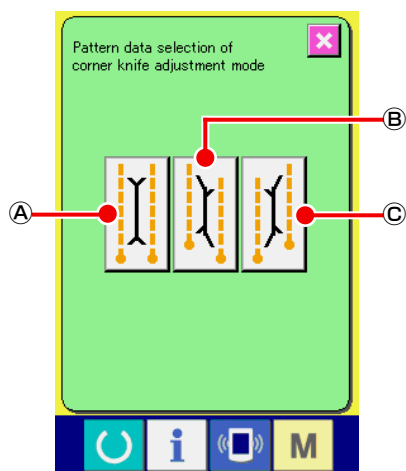 Pattern data selection of
corner knife adjustment mode
Ⓑ
Ⓐ
Ⓒ
i
M